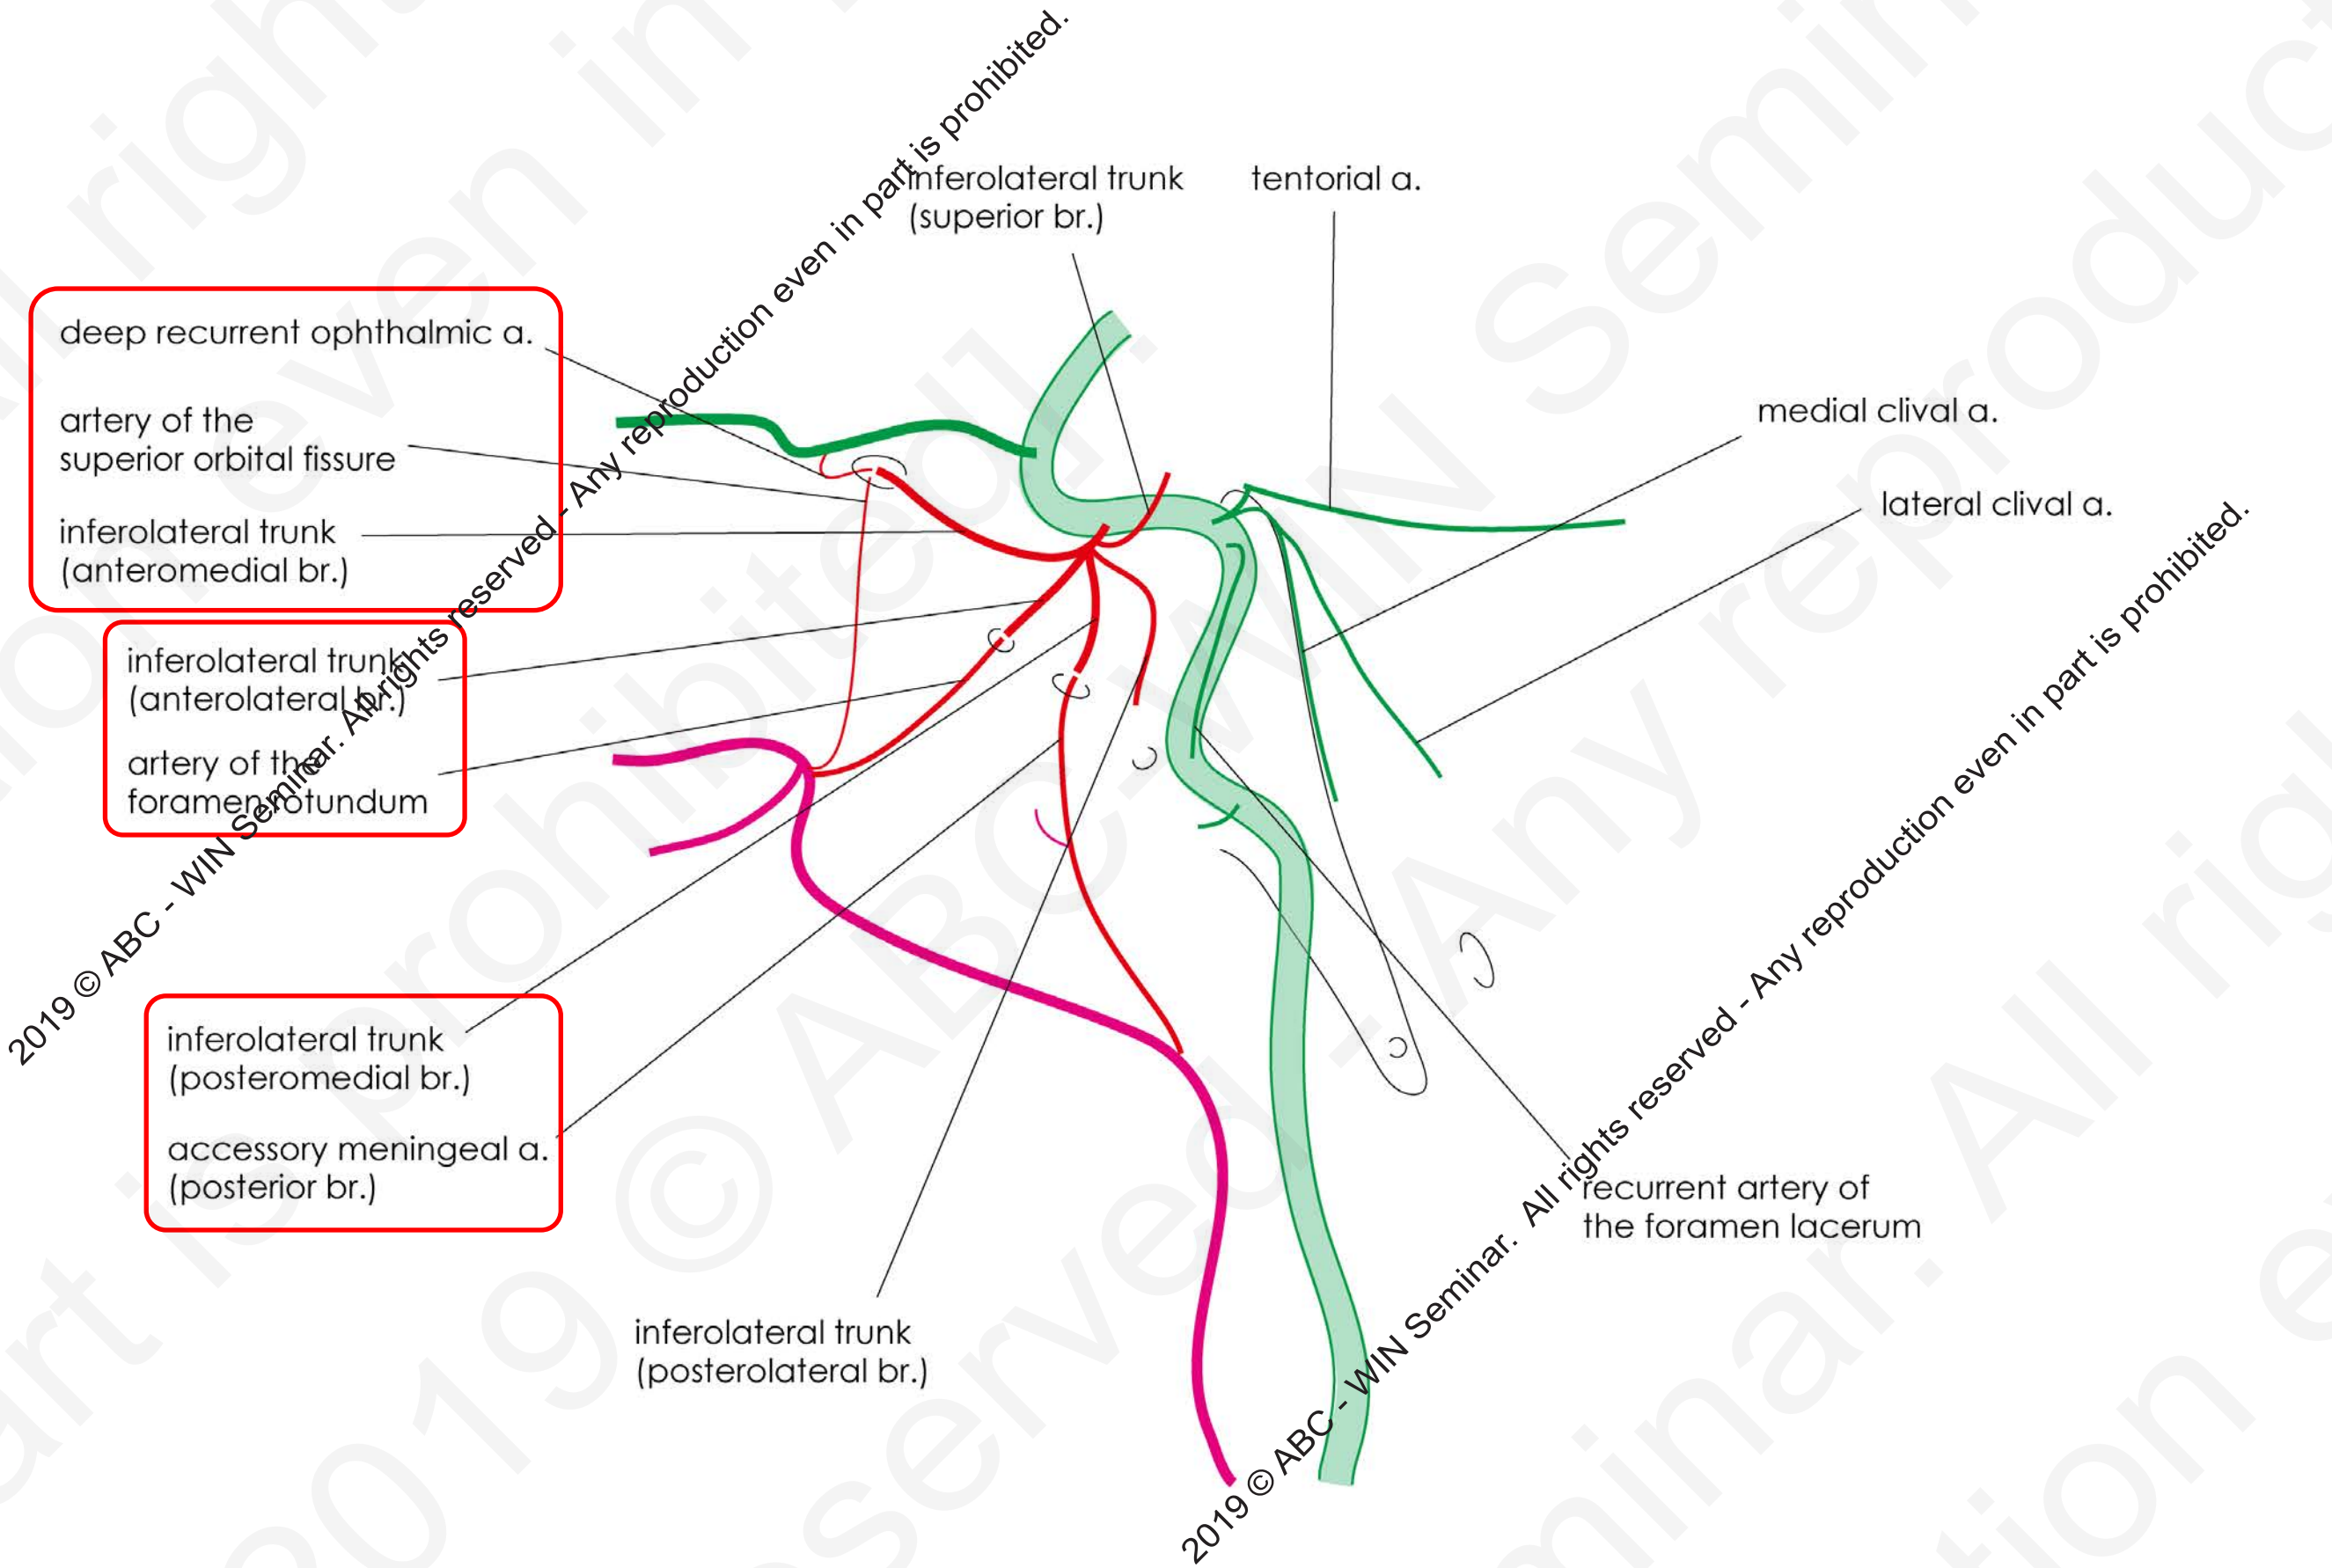 inferolateral trunk
(superior br.)
tentorial a.
deep recurrent ophthalmic a.
artery of the
superior orbital fissure
inferolateral trunk
(anteromedial br.)
medial clival a.
lateral clival a.
inferolateral trunk
(anterolateral br.)
artery of the
foramen rotundum
inferolateral trunk
(posteromedial br.)
accessory meningeal a.
(posterior br.)
recurrent artery of
the foramen lacerum
inferolateral trunk
(posterolateral br.)
2019 © ABC - WIN Seminar. All rights reserved - Any reproduction even in part is prohibited.
2019 © ABC - WIN Seminar. All rights reserved - Any reproduction even in part is prohibited.